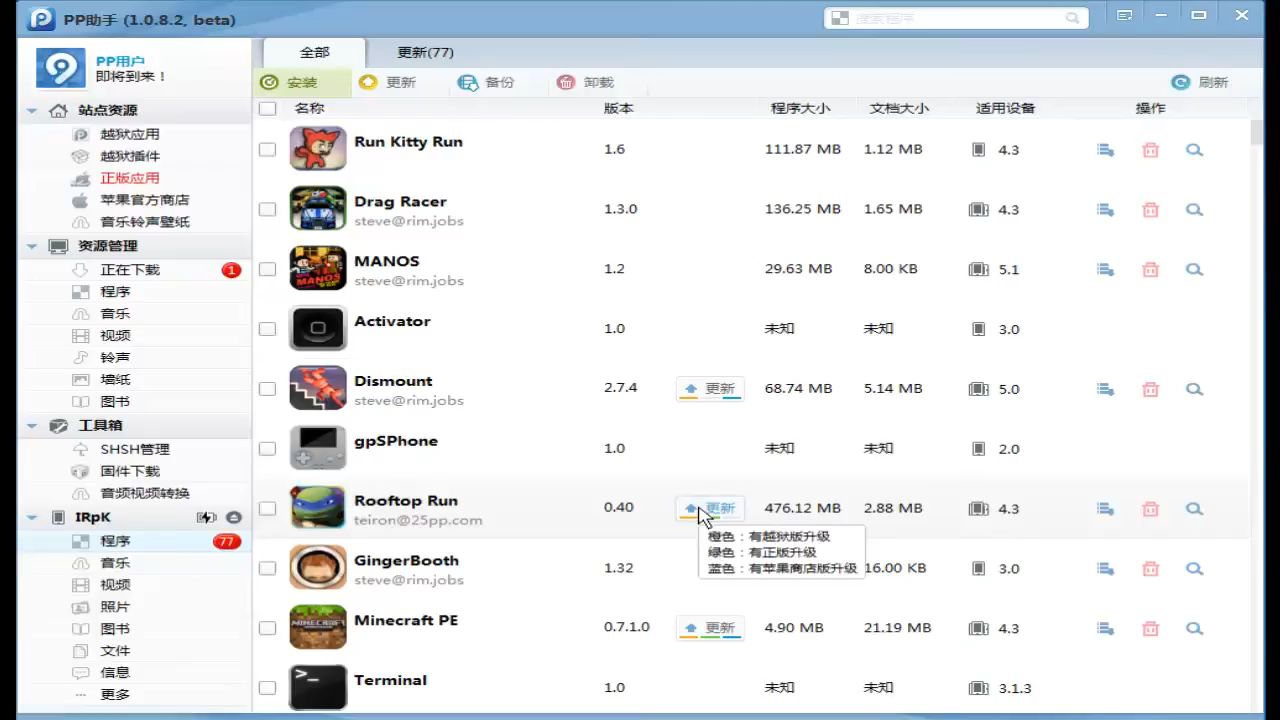 PP助手 (1.0.8.2, beta)
PP用户
即将到来！
站点资源
越狱应用
越狱插件
正版应用
苹果官方商店
音乐铃声壁纸
资源管理
正在下载 1
程序
音乐
视频
铃声
墙纸
图书
工具箱
SHSH管理
固件下载
音频视频转换
IRpK
程序 77
音乐
视频
照片
图书
文件
信息
更多
全部 更新(77)
安装 更新 备份 卸载 刷新
名称 版本 程序大小 文档大小 适用设备 操作
Run Kitty Run 1.6 111.87 MB 1.12 MB 4.3
Drag Racer 1.3.0 136.25 MB 1.65 MB 4.3
steve@rim.jobs
MANOS 1.2 29.63 MB 8.00 KB 5.1
steve@rim.jobs
Activator 1.0 未知 未知 3.0
Dismount 2.7.4 更新 68.74 MB 5.14 MB 5.0
steve@rim.jobs
gpSPhone 1.0 未知 未知 2.0
Rooftop Run 0.40 更新 476.12 MB 2.88 MB 4.3
teiron@25pp.com
橙色：有越狱版升级
绿色：有正版升级
蓝色：有苹果商店版升级
GingerBooth 1.32 16.00 KB 3.0
steve@rim.jobs
MINECRAFT
Minecraft PE 0.7.1.0 更新 4.90 MB 21.19 MB 4.3
>_
Terminal 1.0 未知 未知 3.1.3